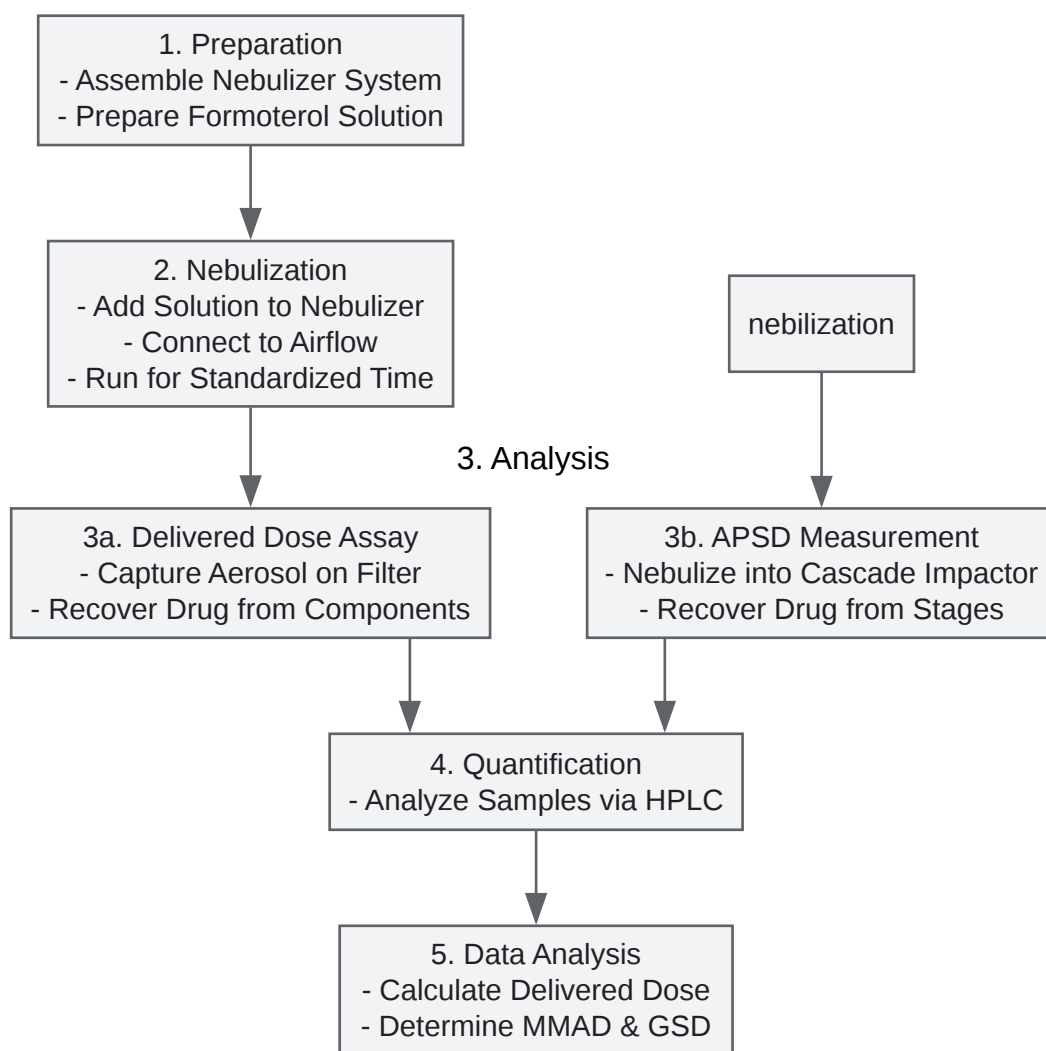 1. Preparation
- Assemble Nebulizer System
- Prepare Formoterol Solution
2. Nebulization
- Add Solution to Nebulizer
- Connect to Airflow
- Run for Standardized Time
nebilization
3. Analysis
3a. Delivered Dose Assay
- Capture Aerosol on Filter
- Recover Drug from Components
3b. APSD Measurement
- Nebulize into Cascade Impactor
- Recover Drug from Stages
4. Quantification
- Analyze Samples via HPLC
5. Data Analysis
- Calculate Delivered Dose
- Determine MMAD & GSD